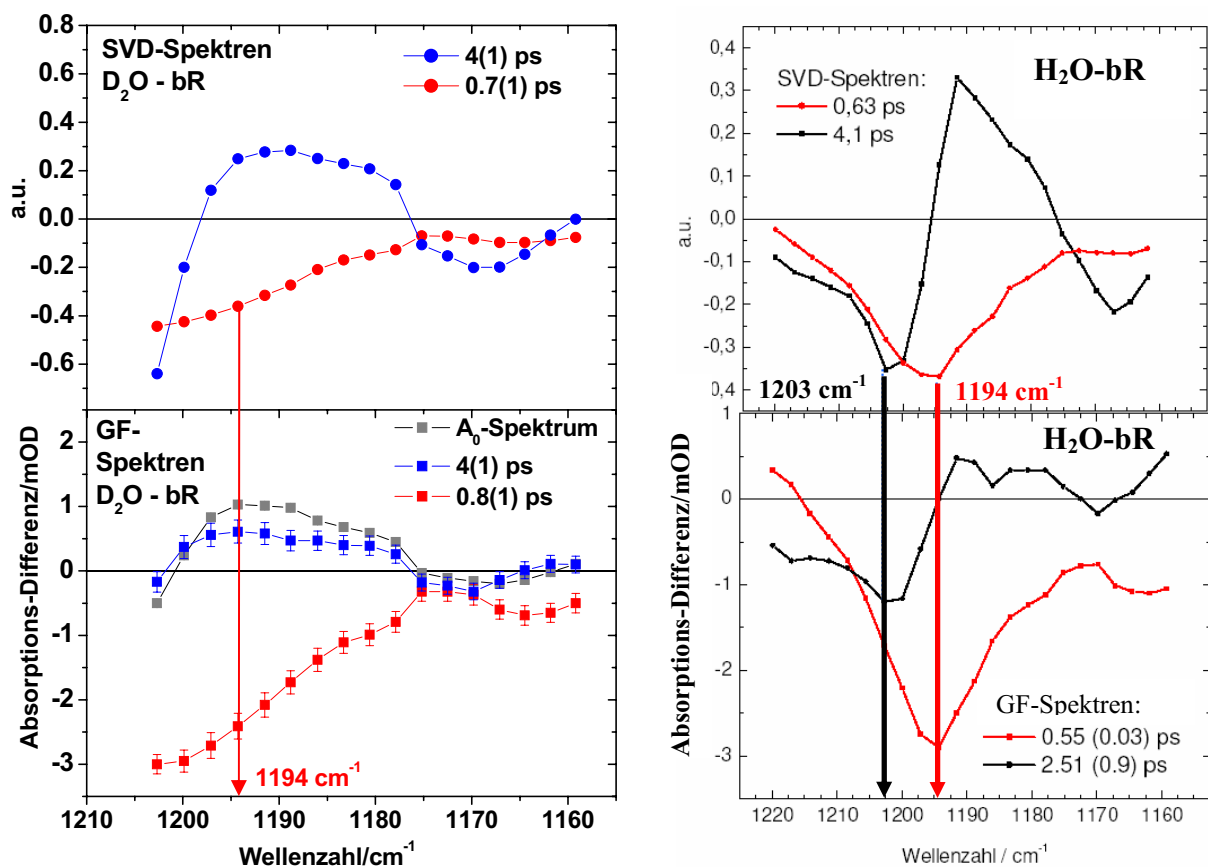 SVD-Spektren
D₂O - bR
4(1) ps
0.7(1) ps
0.8
0.6
0.4
0.2
0.0
-0.2
-0.4
-0.6
a.u.
GF-
Spektren
D₂O - bR
A₀-Spektrum
4(1) ps
0.8(1) ps
2
1
0
-1
-2
-3
Absorptions-Differenz/mOD
1194 cm⁻¹
1210 1200 1190 1180 1170 1160
Wellenzahl/cm⁻¹
H₂O-bR
SVD-Spektren:
0,63 ps
4,1 ps
0,4
0,3
0,2
0,1
0,0
-0,1
-0,2
-0,3
0,4
a.u.
1203 cm⁻¹
1194 cm⁻¹
H₂O-bR
1
0
-1
-2
-3
Absorptions-Differenz/mOD
GF-Spektren:
0.55 (0.03) ps
2.51 (0.9) ps
1220 1210 1200 1190 1180 1170 1160
Wellenzahl / cm⁻¹